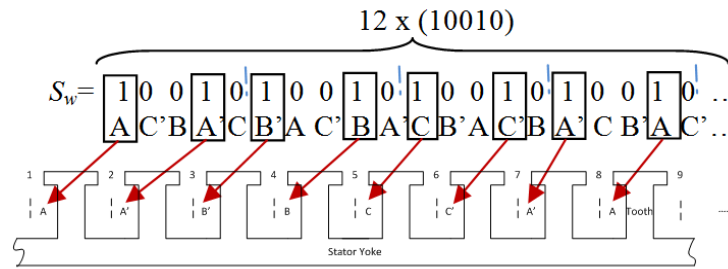 12 x (10010)
S_w= 1 0 0 1 0 1 0 0 1 0 1 0 0 1 0 1 0 0 1 0 ...
A C' B A' C B' A C' B A' C B' A C' B A' C B' A C' ...
1 2 3 4 5 6 7 8 9
A A' B' B C C' A' A Tooth
Stator Yoke